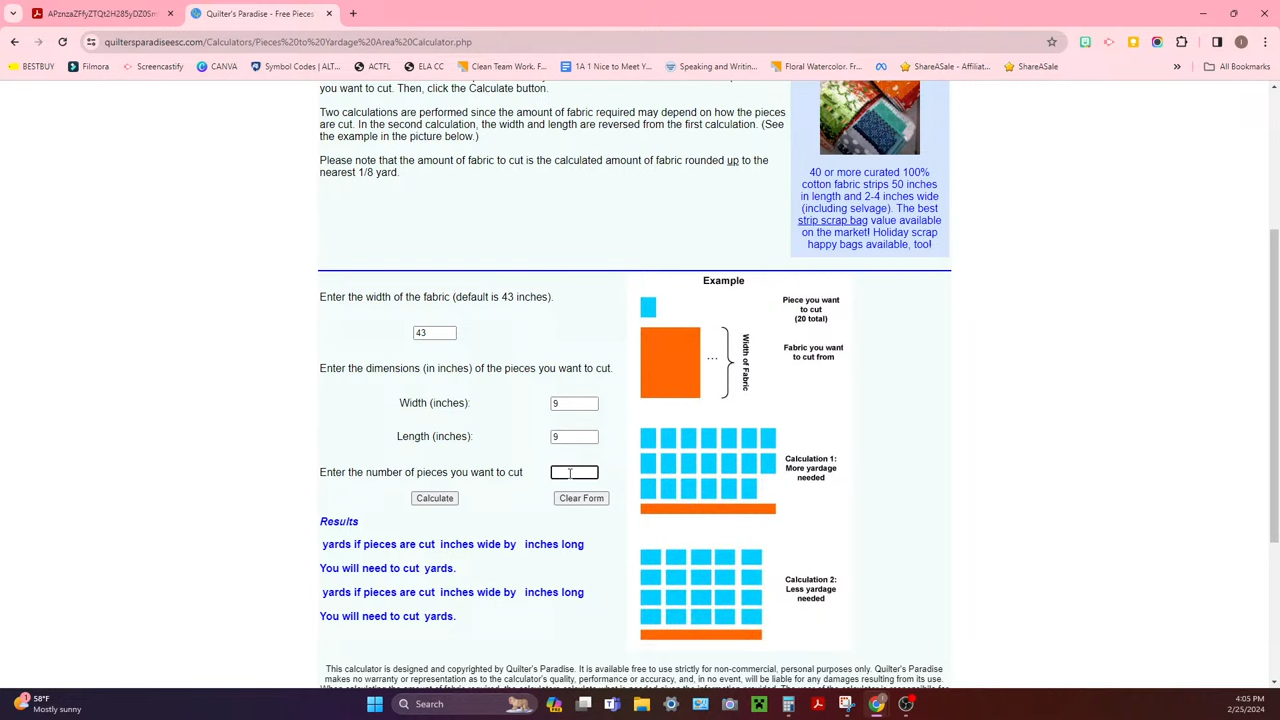 APznzaZFfyZTQt2H285yDZ0Sm
Quilter's Paradise - Free Pieces
quiltersparadiseesc.com/Calculators/Pieces%20to%20Yardage%20Area%20Calculator.php
BESTBUY
Filmora
Screencastify
CANVA
Symbol Codes | ALT...
ACTFL
ELA CC
Clean Team Work. F...
1A 1 Nice to Meet Y...
Speaking and Writin...
Floral Watercolor. Fr...
ShareASale - Affiliat...
ShareASale
All Bookmarks
you want to cut. Then, click the Calculate button.
Two calculations are performed since the amount of fabric required may depend on how the pieces
are cut. In the second calculation, the width and length are reversed from the first calculation. (See
the example in the picture below.)
Please note that the amount of fabric to cut is the calculated amount of fabric rounded up to the
nearest 1/8 yard.
40 or more curated 100%
cotton fabric strips 50 inches
in length and 2-4 inches wide
(including selvage). The best
strip scrap bag value available
on the market! Holiday scrap
happy bags available, too!
Enter the width of the fabric (default is 43 inches).
43
Enter the dimensions (in inches) of the pieces you want to cut.
Width (inches):
9
Length (inches):
9
Enter the number of pieces you want to cut
Calculate
Clear Form
Results
yards if pieces are cut inches wide by inches long
You will need to cut yards.
yards if pieces are cut inches wide by inches long
You will need to cut yards.
Example
Piece you want
to cut
(20 total)
Width of Fabric
Fabric you want
to cut from
Calculation 1:
More yardage
needed
Calculation 2:
Less yardage
needed
This calculator is designed and copyrighted by Quilter's Paradise. It is available free to use strictly for non-commercial, personal purposes only. Quilter's Paradise
makes no warranty or representation as to the calculator's quality, performance or accuracy, and, in no event, will be liable for any damages resulting from its use.
1
58°F
Mostly sunny
Search
4:05 PM
2/25/2024